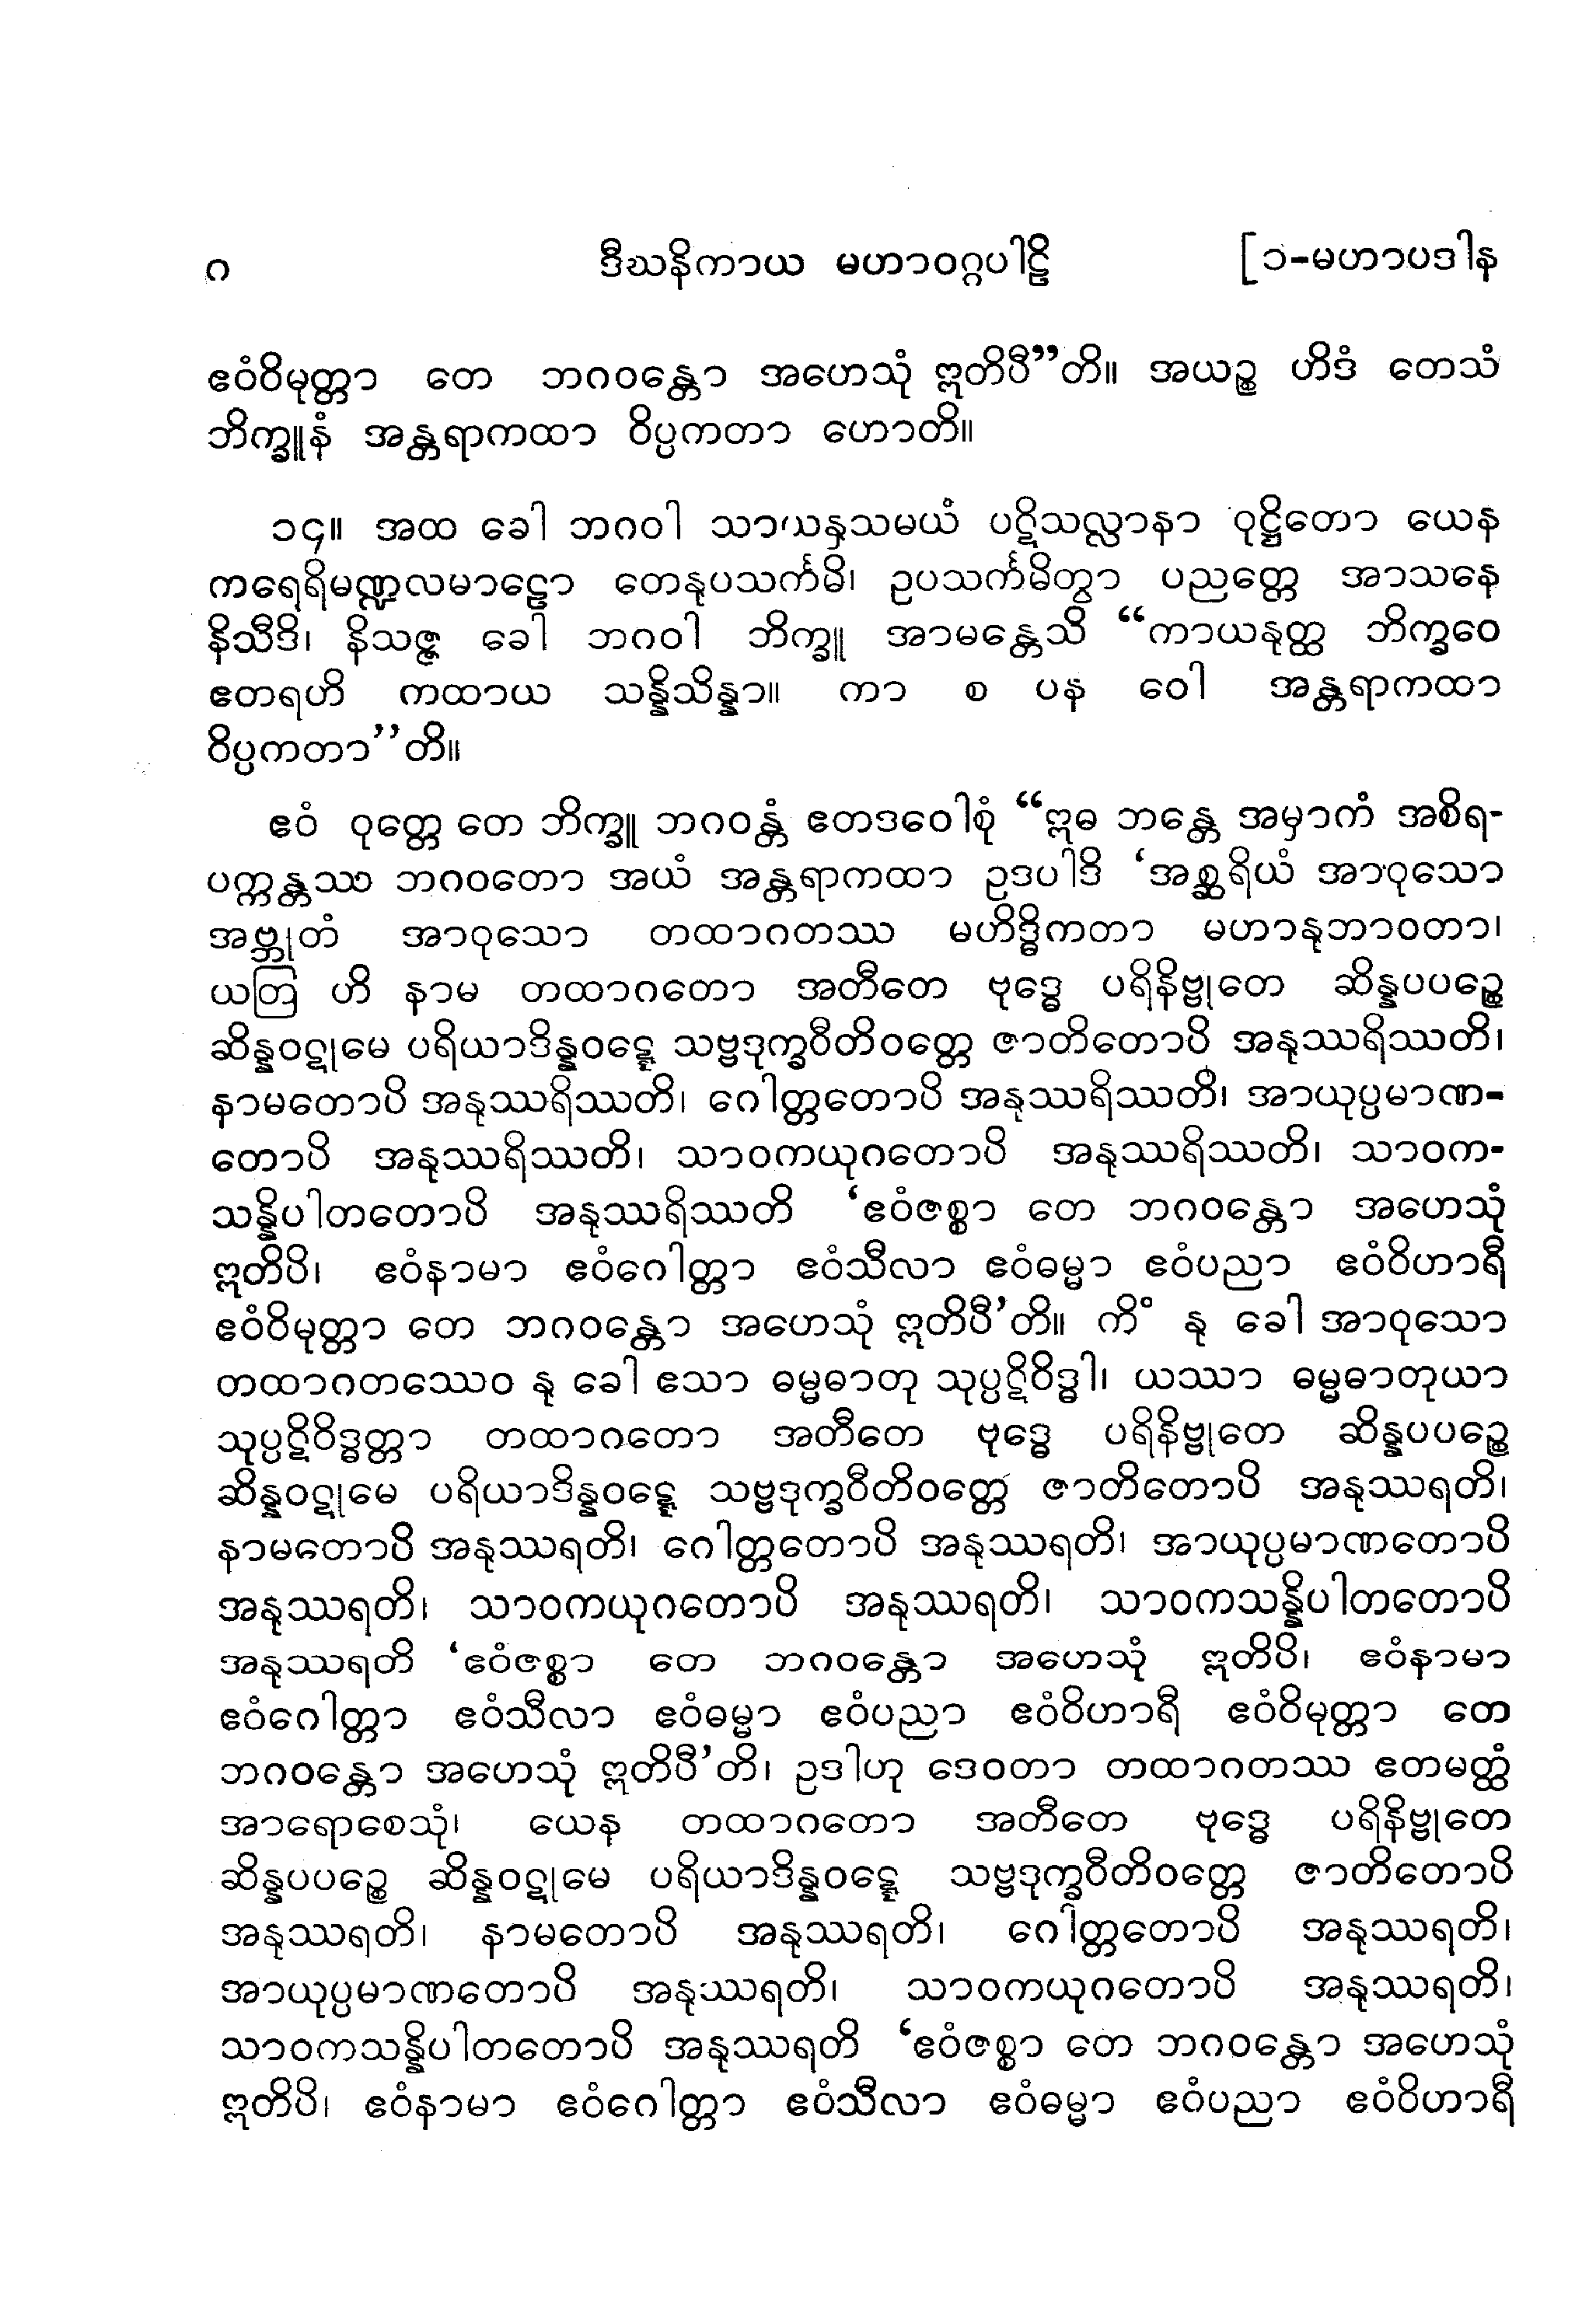 ဂ ဒီဃနိကာယ မဟာဝဂ္ဂပါဠိ [၁-မဟာပဒါန
ဧဝံဝိမုတ္တာ တေ ဘဂဝန္တော အဟေသုံ ဣတိပီ”တိ။ အယဉ္စ ဟိဒံ တေသံ
ဘိက္ခူနံ အန္တရာကထာ ဝိပ္ပကတာ ဟောတိ။
၁၄။ အထ ခေါ ဘဂဝါ သာယနှသမယံ ပဋိသလ္လာနာ ဝုဋ္ဌိတော ယေန
ကရေရိမဏ္ဍလမာဠော တေနုပသင်္ကမိ၊ ဥပသင်္ကမိတွာ ပညတ္တေ အာသနေ
နိသီဒိ၊ နိသဇ္ဇ ခေါ ဘဂဝါ ဘိက္ခူ အာမန္တေသိ “ကာယနုတ္ထ ဘိက္ခဝေ
ဧတရဟိ ကထာယ သန္နိသိန္နာ။ ကာ စ ပန ဝေါ အန္တရာကထာ
ဝိပ္ပကတာ’’တိ။
ဧဝံ ဝုတ္တေ တေ ဘိက္ခူ ဘဂဝန္တံ ဧတဒဝေါစုံ “ဣဓ ဘန္တေ အမှာကံ အစိရ-
ပက္ကန္တဿ ဘဂဝတော အယံ အန္တရာကထာ ဥဒပါဒိ ‘အစ္ဆရိယံ အာဝုသော
အဗ္ဘုတံ အာဝုသော တထာဂတဿ မဟိဒ္ဓိကတာ မဟာနုဘာဝတာ၊
ယတြ ဟိ နာမ တထာဂတော အတီတေ ဗုဒ္ဓေ ပရိနိဗ္ဗုတေ ဆိန္နပပဉ္စေ
ဆိန္နဝဋုမေ ပရိယာဒိန္နဝဋ္ဋေ သဗ္ဗဒုက္ခဝီတိဝတ္တေ ဇာတိတောပိ အနုဿရိဿတိ၊
နာမတောပိ အနုဿရိဿတိ၊ ဂေါတ္တတောပိ အနုဿရိဿတိ၊ အာယုပ္ပမာဏ-
တောပိ အနုဿရိဿတိ၊ သာဝကယုဂတောပိ အနုဿရိဿတိ၊ သာဝက-
သန္နိပါတတောပိ အနုဿရိဿတိ ‘ဧဝံဇစ္စာ တေ ဘဂဝန္တော အဟေသုံ
ဣတိပိ၊ ဧဝံနာမာ ဧဝံဂေါတ္တာ ဧဝံသီလာ ဧဝံဓမ္မာ ဧဝံပညာ ဧဝံဝိဟာရီ
ဧဝံဝိမုတ္တာ တေ ဘဂဝန္တော အဟေသုံ ဣတိပီ’တိ။ ကိံ နု ခေါ အာဝုသော
တထာဂတဿေဝ နု ခေါ ဧသာ ဓမ္မဓာတု သုပ္ပဋိဝိဒ္ဓါ၊ ယဿာ ဓမ္မဓာတုယာ
သုပ္ပဋိဝိဒ္ဓတ္တာ တထာဂတော အတီတေ ဗုဒ္ဓေ ပရိနိဗ္ဗုတေ ဆိန္နပပဉ္စေ
ဆိန္နဝဋုမေ ပရိယာဒိန္နဝဋ္ဋေ သဗ္ဗဒုက္ခဝီတိဝတ္တေ ဇာတိတောပိ အနုဿရတိ၊
နာမတောပိ အနုဿရတိ၊ ဂေါတ္တတောပိ အနုဿရတိ၊ အာယုပ္ပမာဏတောပိ
အနုဿရတိ၊ သာဝကယုဂတောပိ အနုဿရတိ၊ သာဝကသန္နိပါတတောပိ
အနုဿရတိ ‘ဧဝံဇစ္စာ တေ ဘဂဝန္တော အဟေသုံ ဣတိပိ၊ ဧဝံနာမာ
ဧဝံဂေါတ္တာ ဧဝံသီလာ ဧဝံဓမ္မာ ဧဝံပညာ ဧဝံဝိဟာရီ ဧဝံဝိမုတ္တာ တေ
ဘဂဝန္တော အဟေသုံ ဣတိပီ’တိ၊ ဥဒါဟု ဒေဝတာ တထာဂတဿ ဧတမတ္ထံ
အာရောစေသုံ၊ ယေန တထာဂတော အတီတေ ဗုဒ္ဓေ ပရိနိဗ္ဗုတေ
ဆိန္နပပဉ္စေ ဆိန္နဝဋုမေ ပရိယာဒိန္နဝဋ္ဋေ သဗ္ဗဒုက္ခဝီတိဝတ္တေ ဇာတိတောပိ
အနုဿရတိ၊ နာမတောပိ အနုဿရတိ၊ ဂေါတ္တတောပိ အနုဿရတိ၊
အာယုပ္ပမာဏတောပိ အနုဿရတိ၊ သာဝကယုဂတောပိ အနုဿရတိ၊
သာဝကသန္နိပါတတောပိ အနုဿရတိ ‘ဧဝံဇစ္စာ တေ ဘဂဝန္တော အဟေသုံ
ဣတိပိ၊ ဧဝံနာမာ ဧဝံဂေါတ္တာ ဧဝံသီလာ ဧဝံဓမ္မာ ဧဝံပညာ ဧဝံဝိဟာရီ